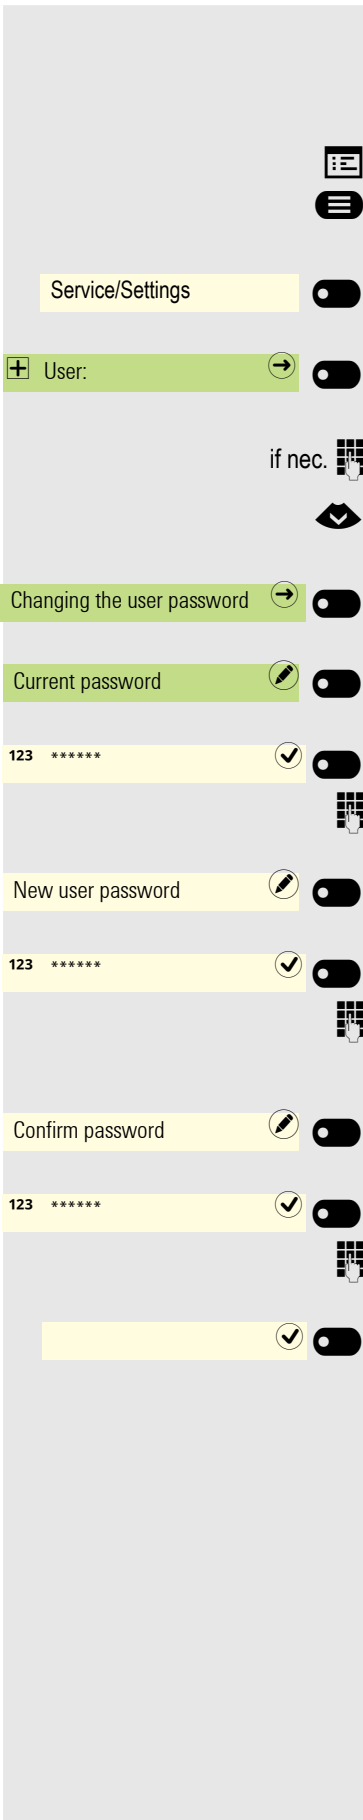 Service/Settings
User:
if nec.
Changing the user password
Current password
123 ******
New user password
123 ******
Confirm password
123 ******